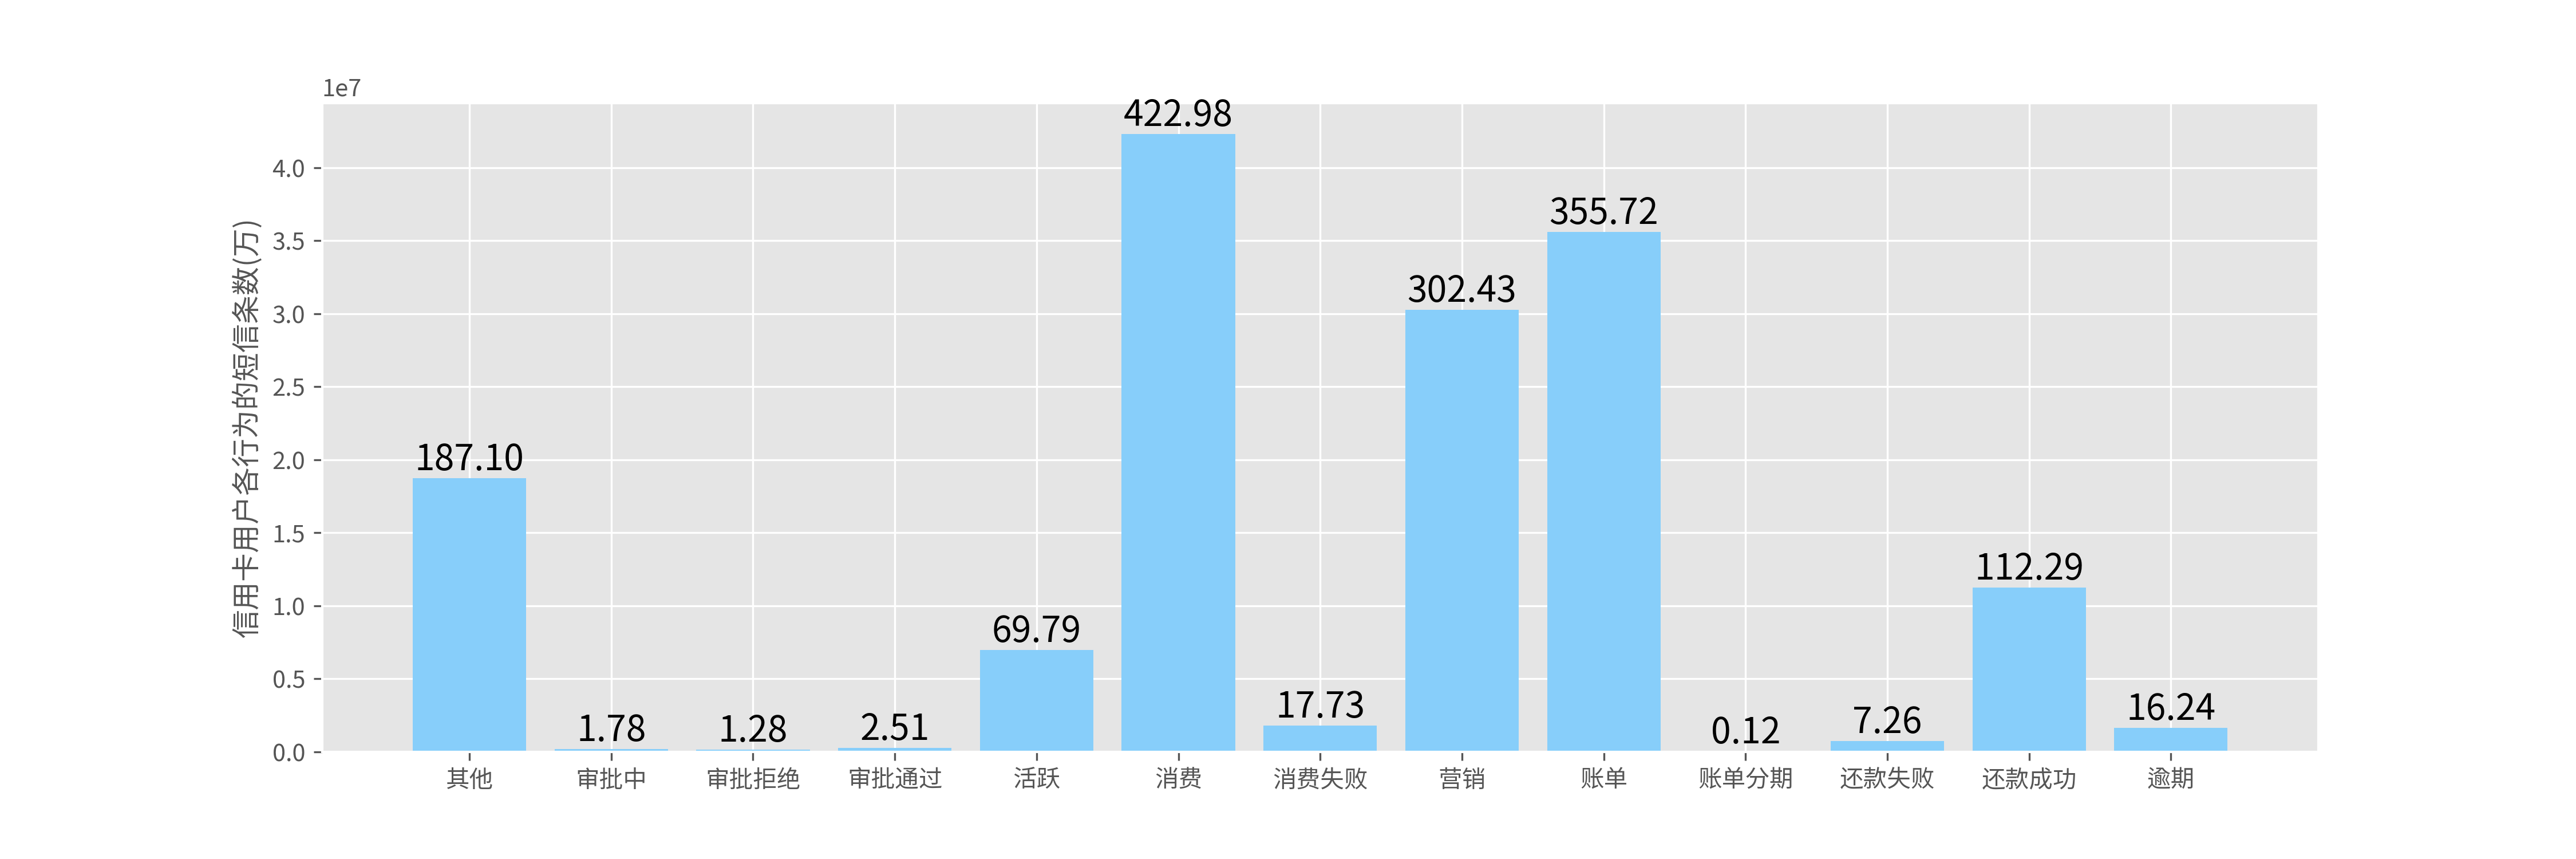 1e7
信用卡用户各行为的短信条数(万)
4.0
3.5
3.0
2.5
2.0
1.5
1.0
0.5
0.0
187.10
1.78
1.28
2.51
69.79
422.98
17.73
302.43
355.72
0.12
7.26
112.29
16.24
其他
审批中
审批拒绝
审批通过
活跃
消费
消费失败
营销
账单
账单分期
还款失败
还款成功
逾期